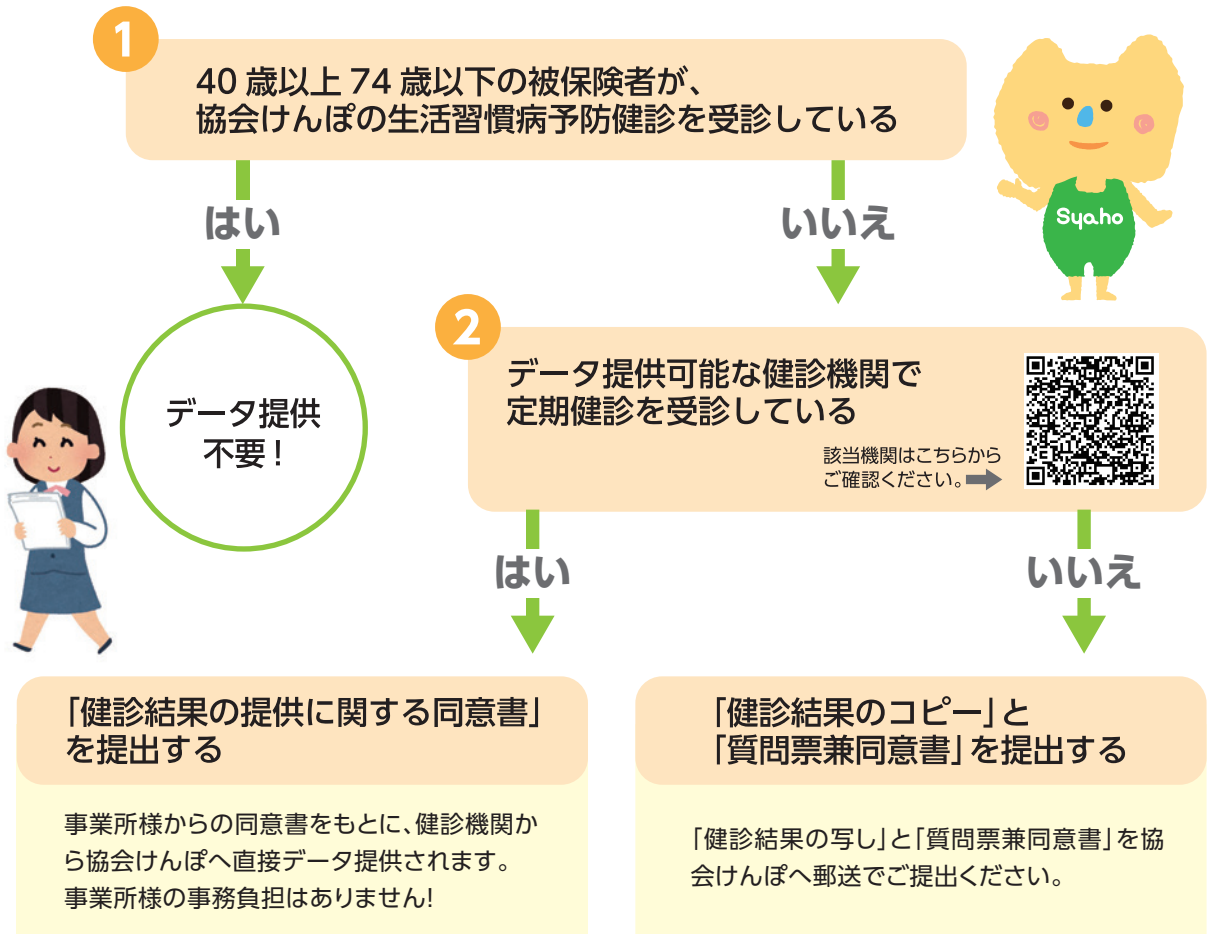 1
40 歳以上 74 歳以下の被保険者が、
協会けんぽの生活習慣病予防健診を受診している
Syaho
はい
いいえ
データ提供
不要！
2
データ提供可能な健診機関で
定期健診を受診している
該当機関はこちらから
ご確認ください。
はい
いいえ
「健診結果の提供に関する同意書」
を提出する
事業所様からの同意書をもとに、健診機関か
ら協会けんぽへ直接データ提供されます。
事業所様の事務負担はありません!
「健診結果のコピー」と
「質問票兼同意書」を提出する
「健診結果の写し」と「質問票兼同意書」を協
会けんぽへ郵送でご提出ください。